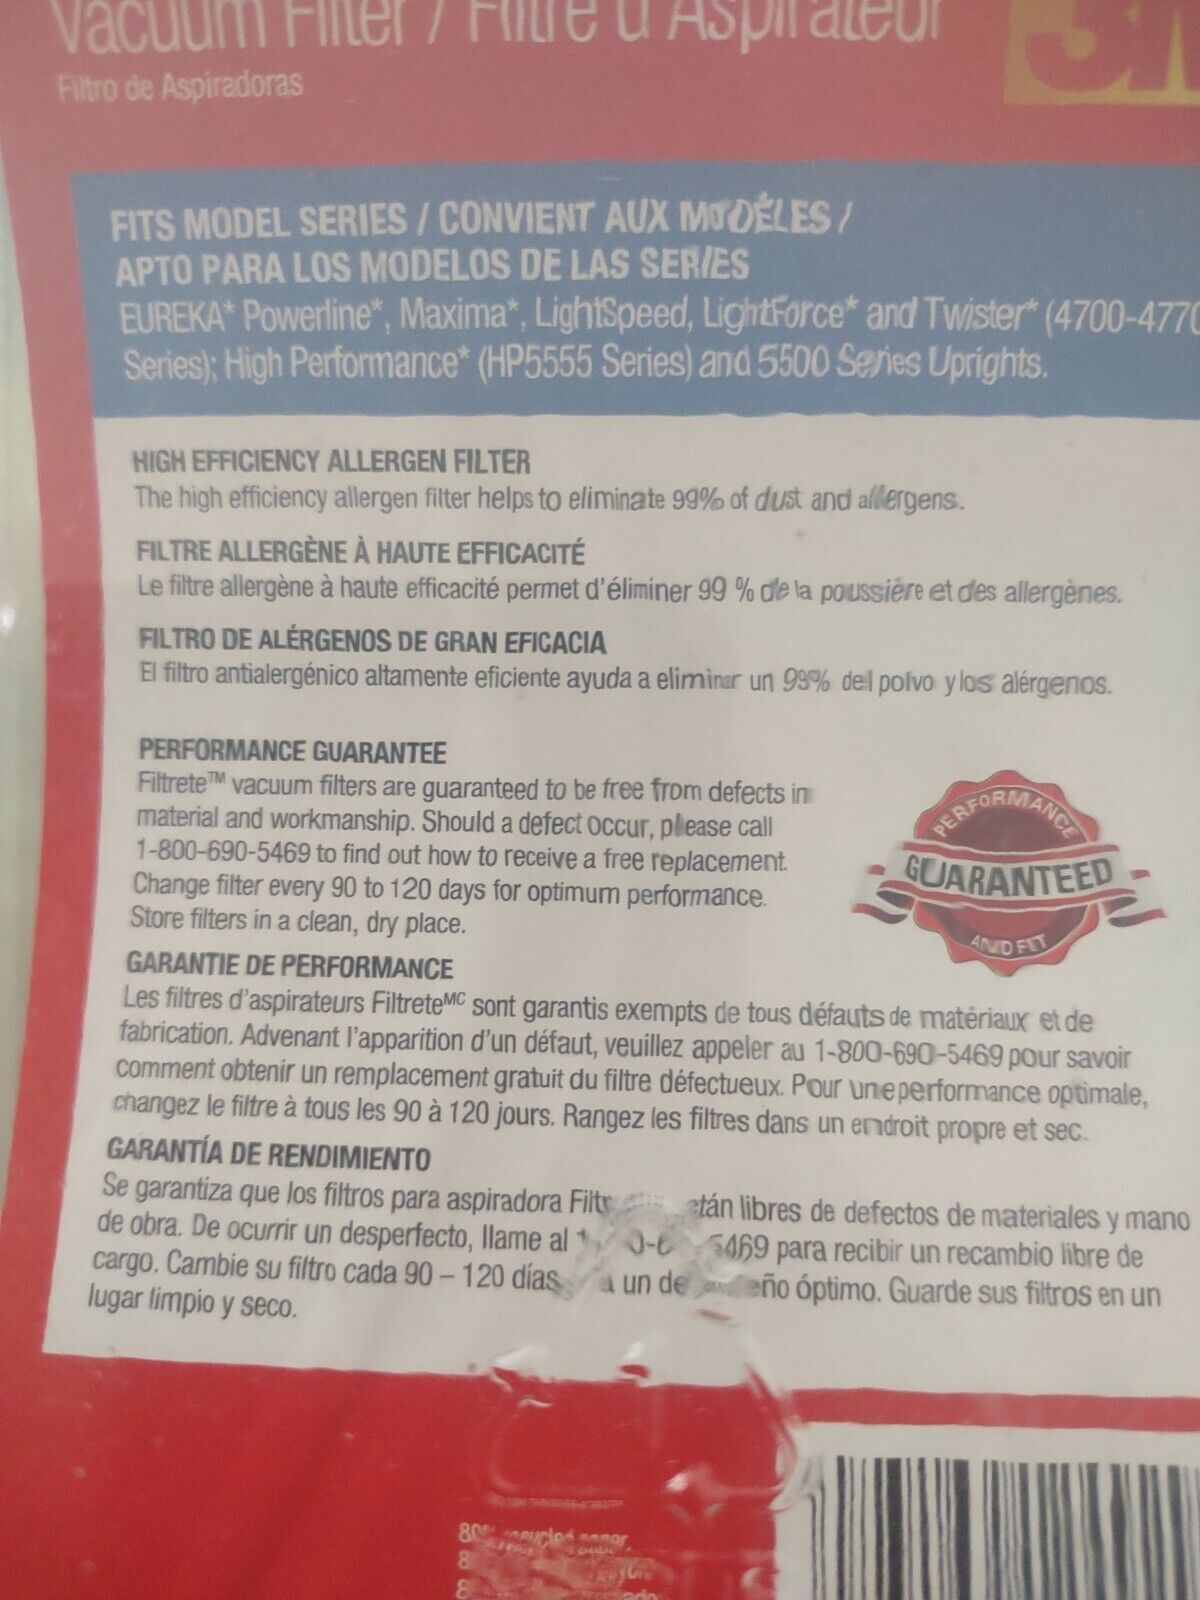 Vacuum Filter / Filtre d'Aspirateur
Filtro de Aspiradoras
3M
FITS MODEL SERIES / CONVIENT AUX MODÈLES /
APTO PARA LOS MODELOS DE LAS SERIES
EUREKA* Powerline*, Maxima*, LightSpeed, LightForce* and Twister* (4700-4770
Series); High Performance* (HP5555 Series) and 5500 Series Uprights.
HIGH EFFICIENCY ALLERGEN FILTER
The high efficiency allergen filter helps to eliminate 99% of dust and allergens.
FILTRE ALLERGÈNE À HAUTE EFFICACITÉ
Le filtre allergène à haute efficacité permet d'éliminer 99 % de la poussière et des allergènes.
FILTRO DE ALÉRGENOS DE GRAN EFICACIA
El filtro antialergénico altamente eficiente ayuda a eliminar un 99% del polvo y los alérgenos.
PERFORMANCE GUARANTEE
Filtrete™ vacuum filters are guaranteed to be free from defects in
material and workmanship. Should a defect occur, please call
1-800-690-5469 to find out how to receive a free replacement.
Change filter every 90 to 120 days for optimum performance.
Store filters in a clean, dry place.
PERFORMANCE
GUARANTEED
AND FIT
GARANTIE DE PERFORMANCE
Les filtres d'aspirateurs Filtreteᴹᶜ sont garantis exempts de tous défauts de matériaux et de
fabrication. Advenant l'apparition d'un défaut, veuillez appeler au 1-800-690-5469 pour savoir
comment obtenir un remplacement gratuit du filtre défectueux. Pour une performance optimale,
changez le filtre à tous les 90 à 120 jours. Rangez les filtres dans un endroit propre et sec.
GARANTÍA DE RENDIMIENTO
Se garantiza que los filtros para aspiradora libres de defectos de materiales y mano
de obra. De ocurrir un desperfecto, llame al 5469 para recibir un recambio libre de
cargo. Cambie su filtro cada 90 – 120 días un óptimo. Guarde sus filtros en un
lugar limpio y seco.
80% recycled paper